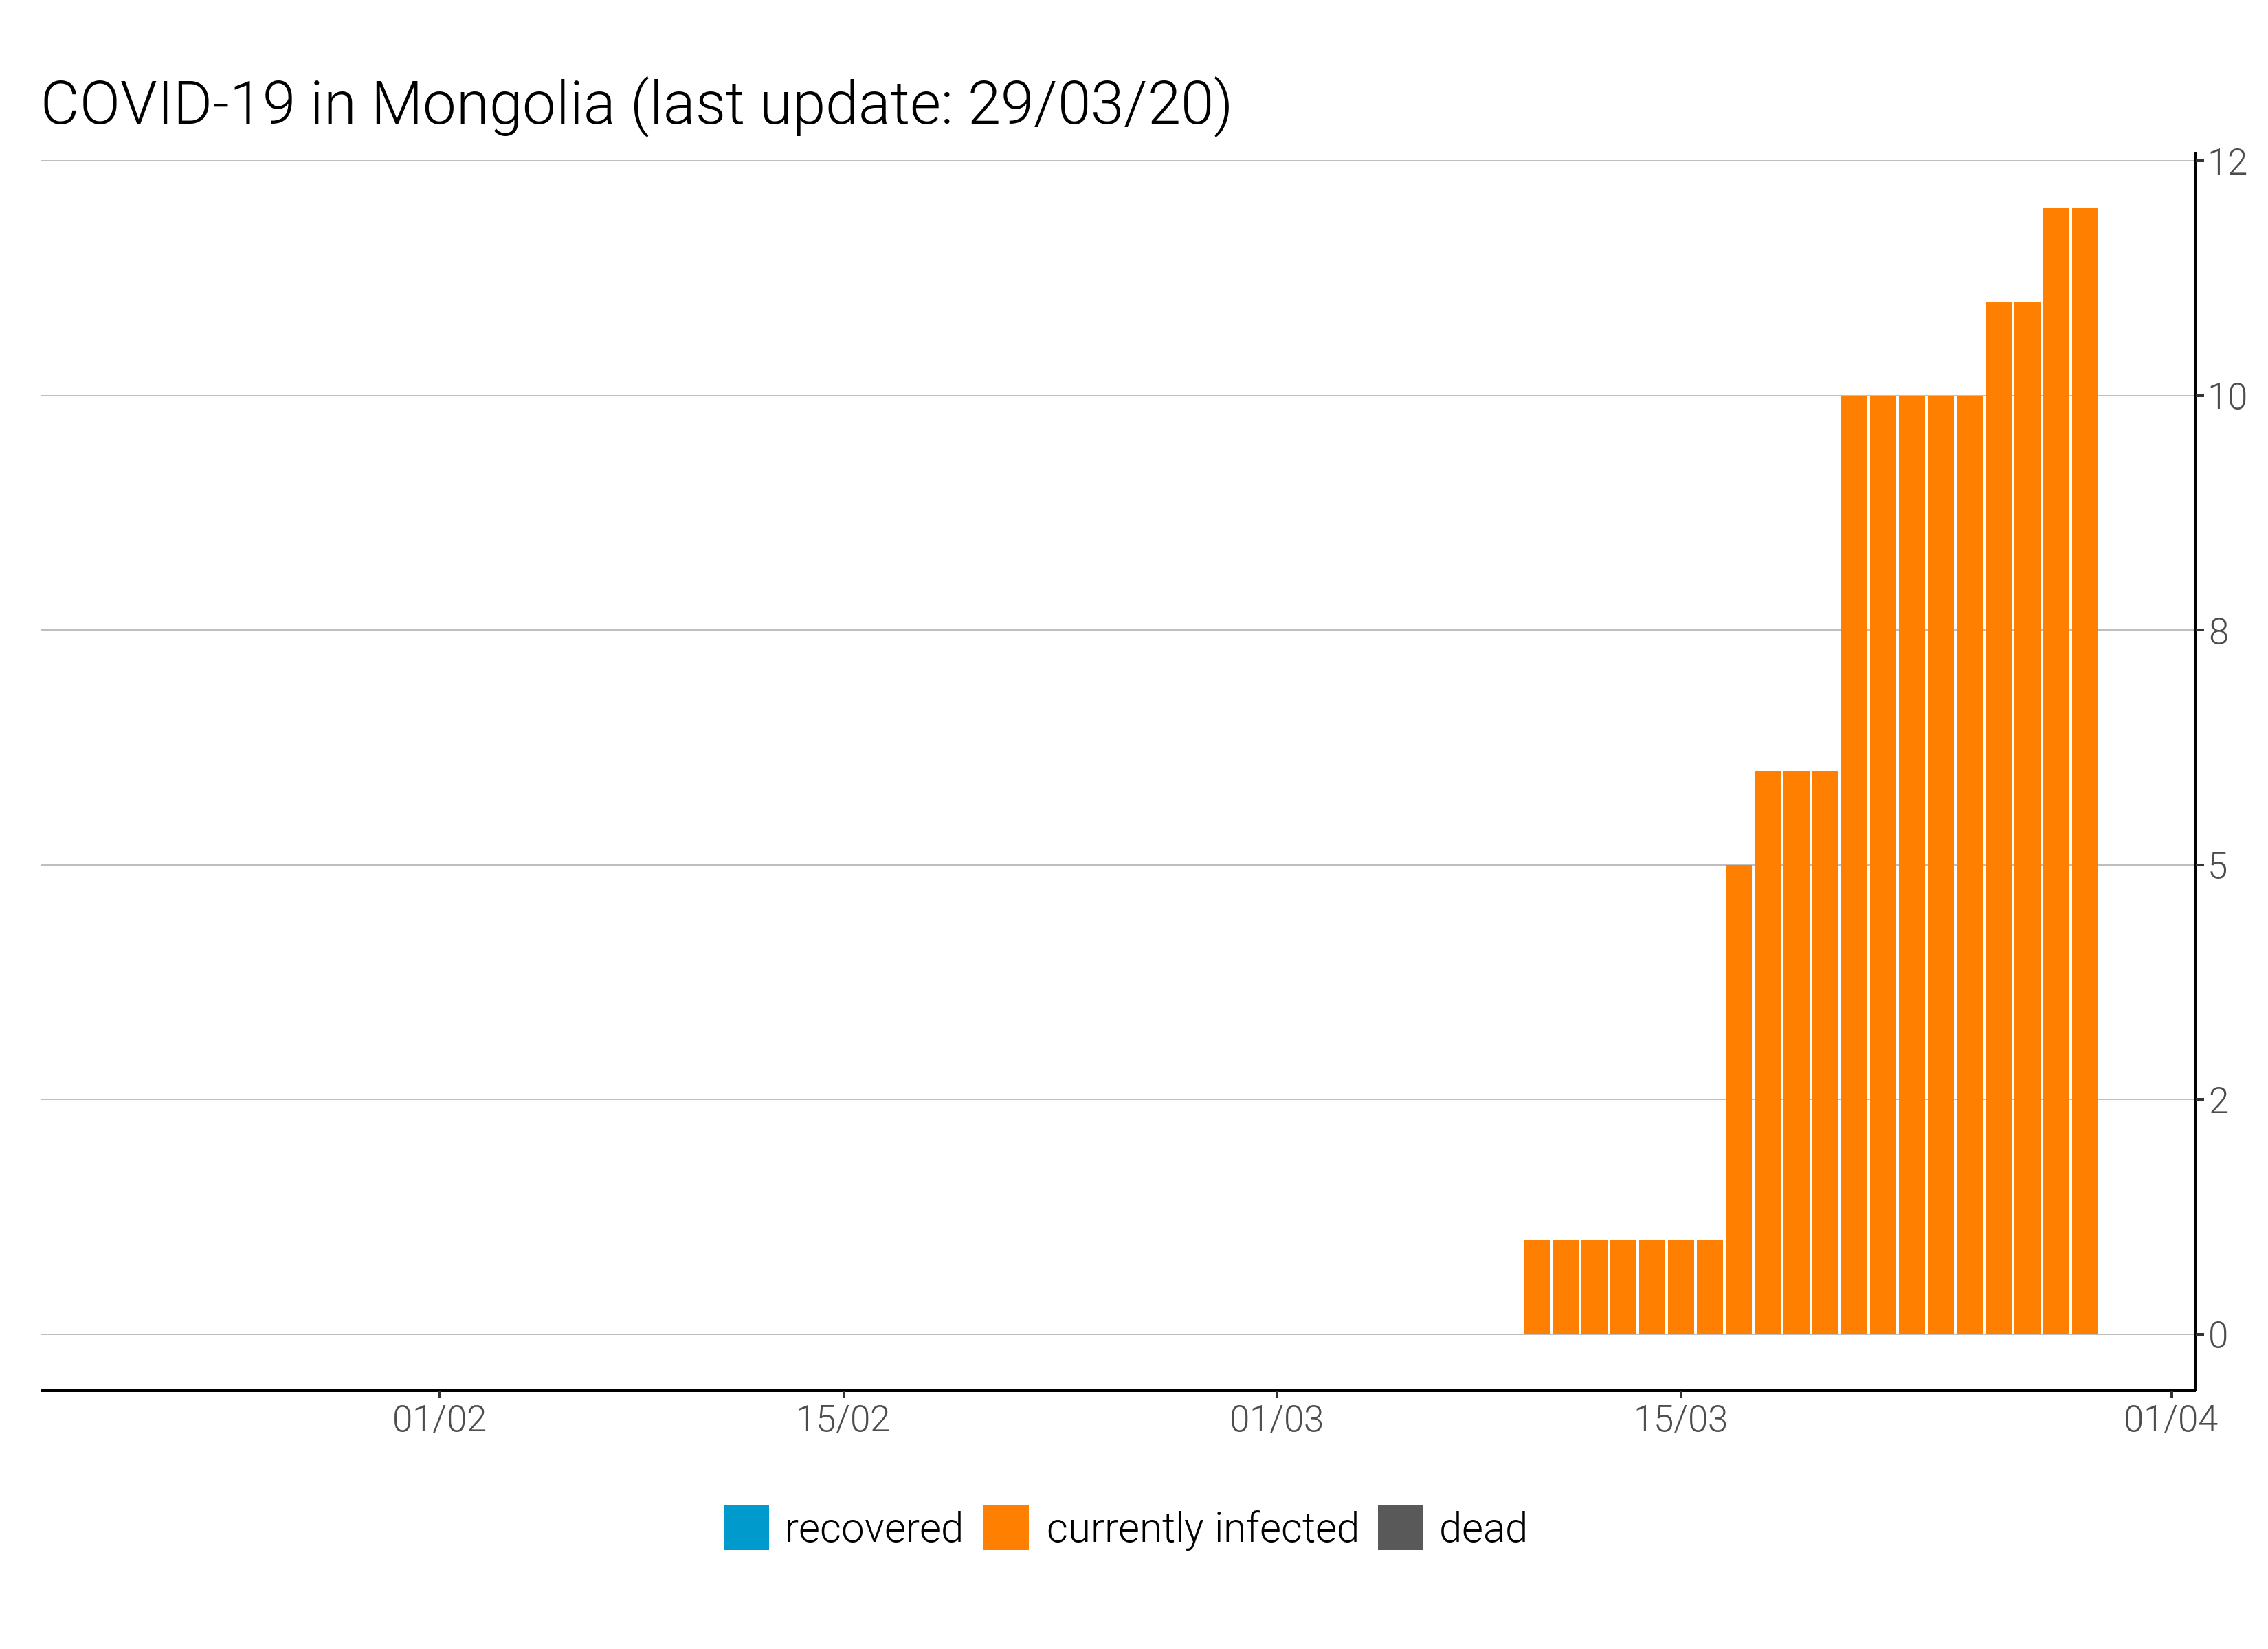 COVID-19 in Mongolia (last update: 29/03/20)
12
10
8
5
2
0
01/02 15/02 01/03 15/03 01/04
recovered currently infected dead